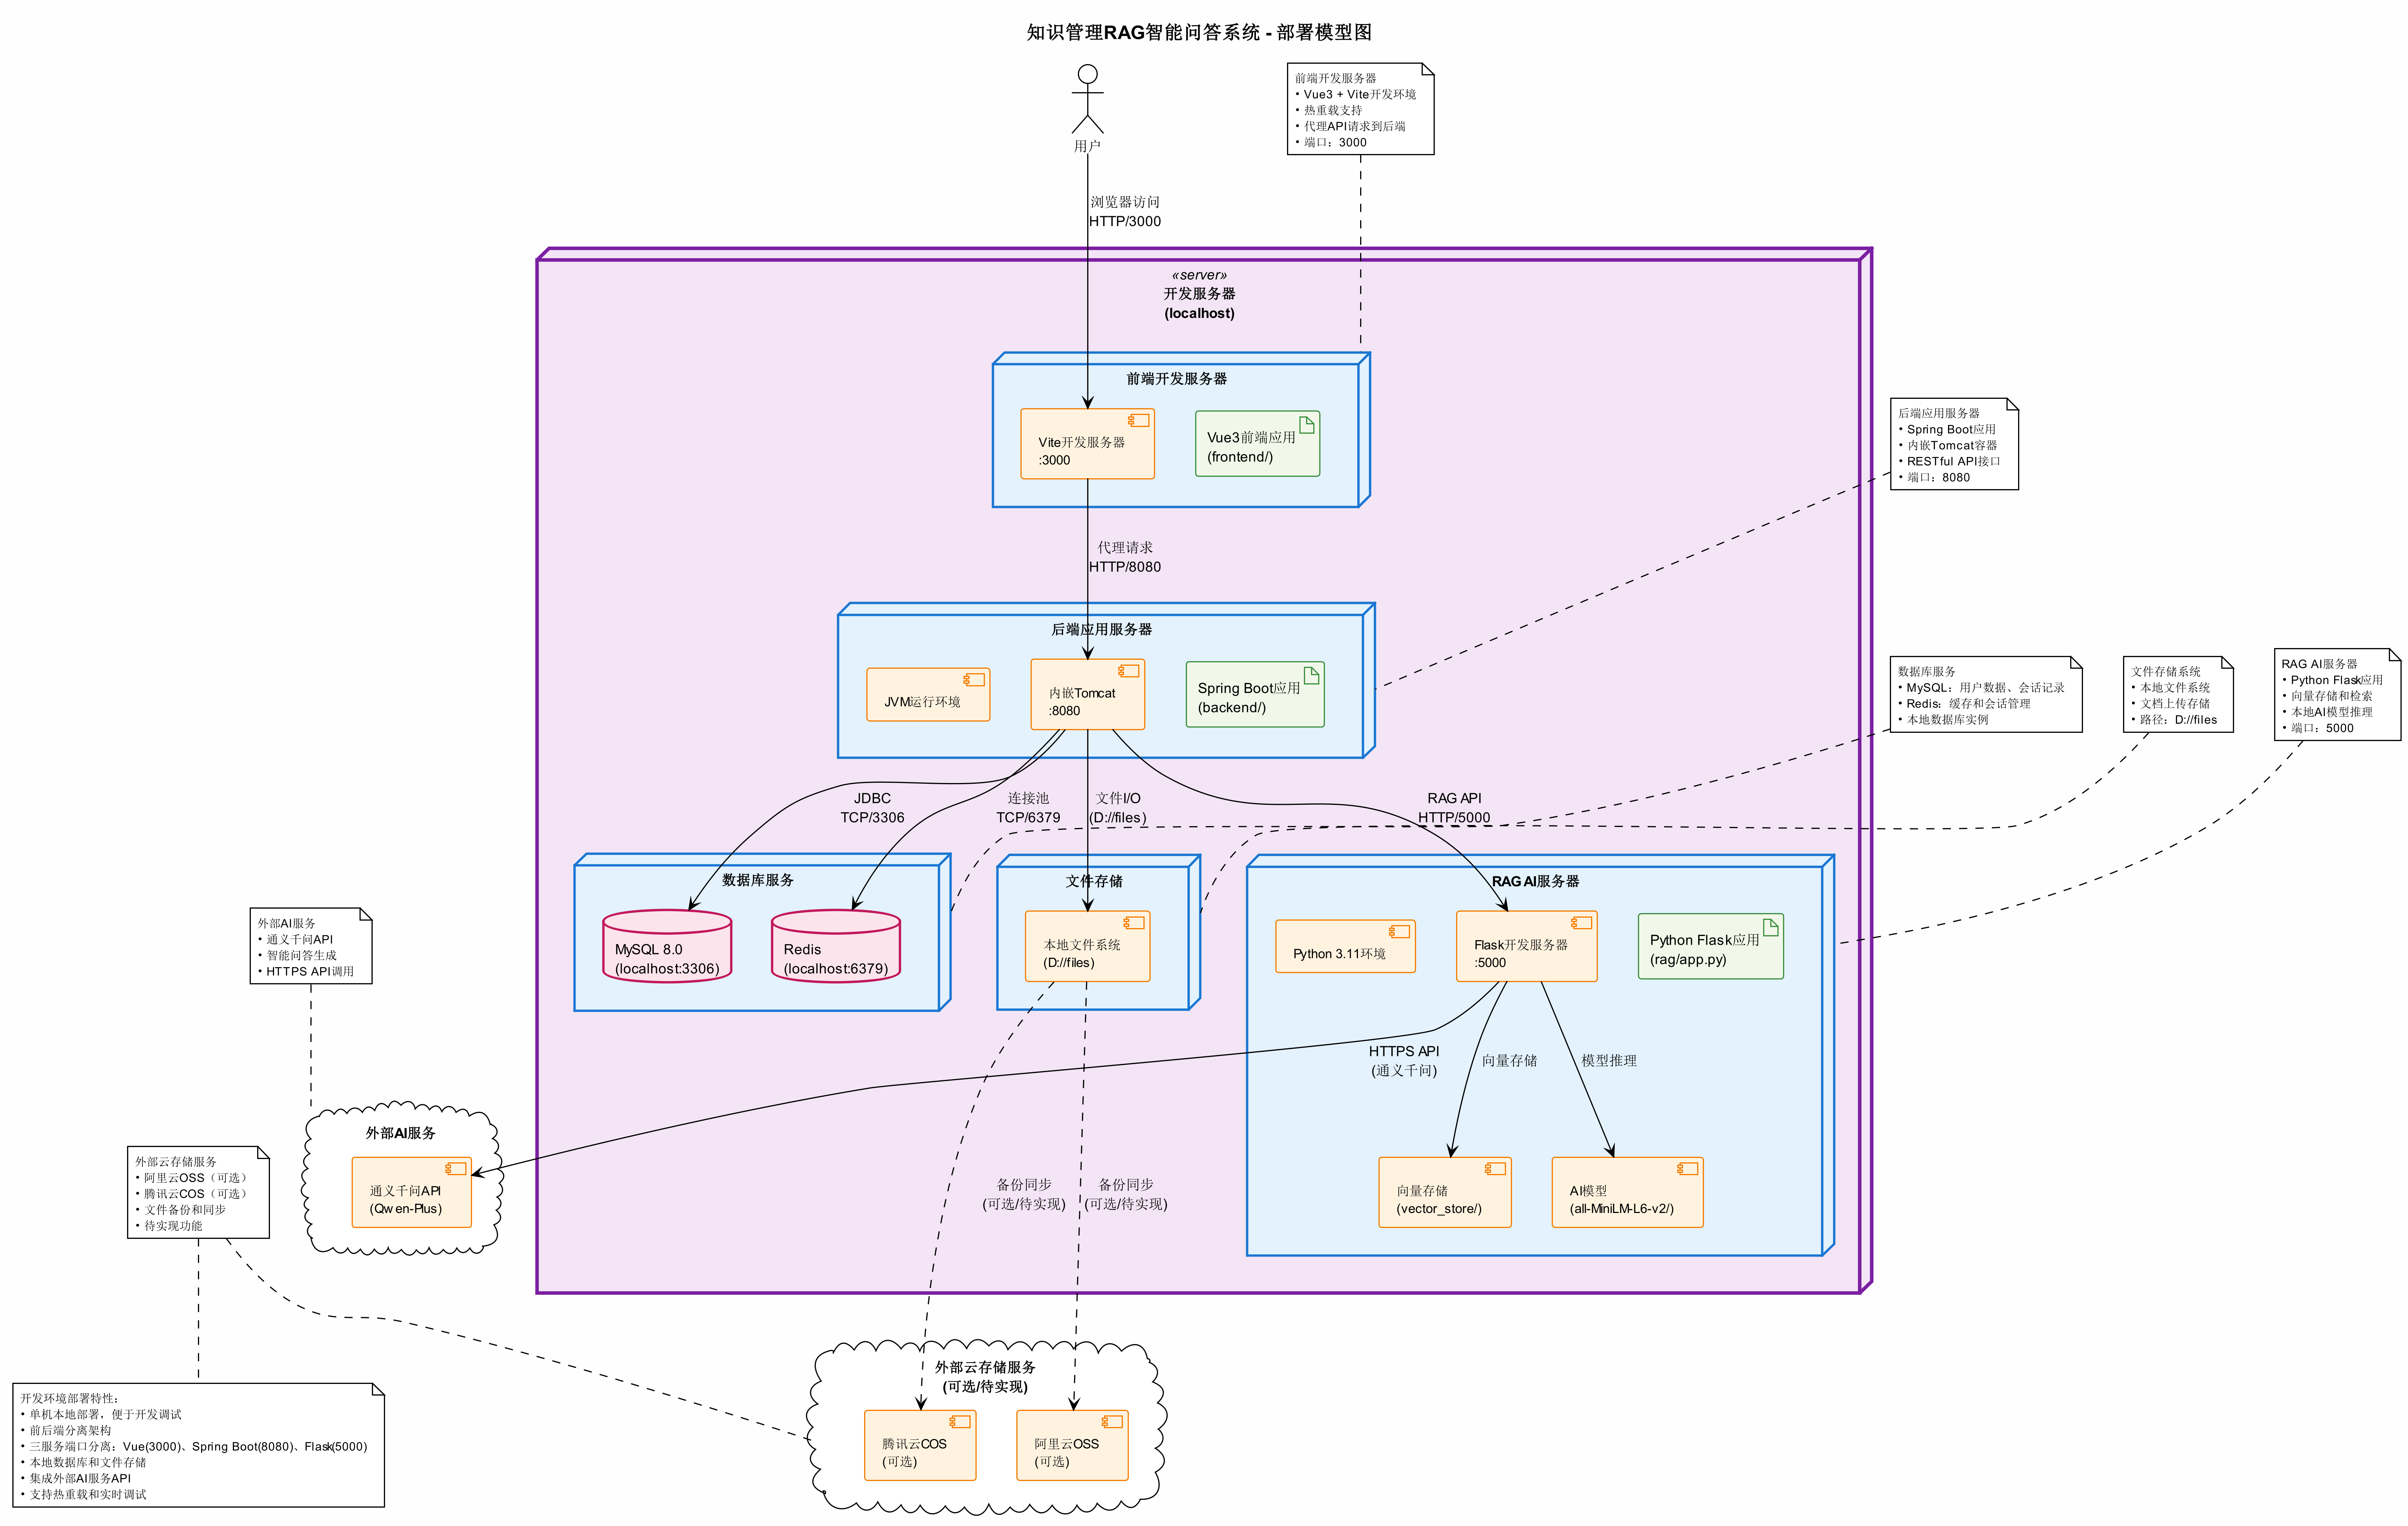 知识管理RAG智能问答系统 - 部署模型图
用户
前端开发服务器
• Vue3 + Vite开发环境
• 热重载支持
• 代理API请求到后端
• 端口：3000
浏览器访问
HTTP/3000
«server»
开发服务器
(localhost)
前端开发服务器
Vite开发服务器
:3000
Vue3前端应用
(frontend/)
后端应用服务器
• Spring Boot应用
• 内嵌Tomcat容器
• RESTful API接口
• 端口：8080
代理请求
HTTP/8080
后端应用服务器
JVM运行环境
内嵌Tomcat
:8080
Spring Boot应用
(backend/)
数据库服务
• MySQL：用户数据、会话记录
• Redis：缓存和会话管理
• 本地数据库实例
文件存储系统
• 本地文件系统
• 文档上传存储
• 路径：D://files
RAG AI服务器
• Python Flask应用
• 向量存储和检索
• 本地AI模型推理
• 端口：5000
JDBC
TCP/3306
连接池
TCP/6379
文件I/O
(D://files)
RAG API
HTTP/5000
数据库服务
MySQL 8.0
(localhost:3306)
Redis
(localhost:6379)
文件存储
本地文件系统
(D://files)
RAG AI服务器
Python 3.11环境
Flask开发服务器
:5000
Python Flask应用
(rag/app.py)
外部AI服务
• 通义千问API
• 智能问答生成
• HTTPS API调用
HTTPS API
(通义千问)
向量存储
模型推理
外部AI服务
通义千问API
(Qwen-Plus)
外部云存储服务
• 阿里云OSS（可选）
• 腾讯云COS（可选）
• 文件备份和同步
• 待实现功能
备份同步
(可选/待实现)
备份同步
(可选/待实现)
向量存储
(vector_store/)
AI模型
(all-MiniLM-L6-v2/)
外部云存储服务
(可选/待实现)
腾讯云COS
(可选)
阿里云OSS
(可选)
开发环境部署特性：
• 单机本地部署，便于开发调试
• 前后端分离架构
• 三服务端口分离：Vue(3000)、Spring Boot(8080)、Flask(5000)
• 本地数据库和文件存储
• 集成外部AI服务API
• 支持热重载和实时调试